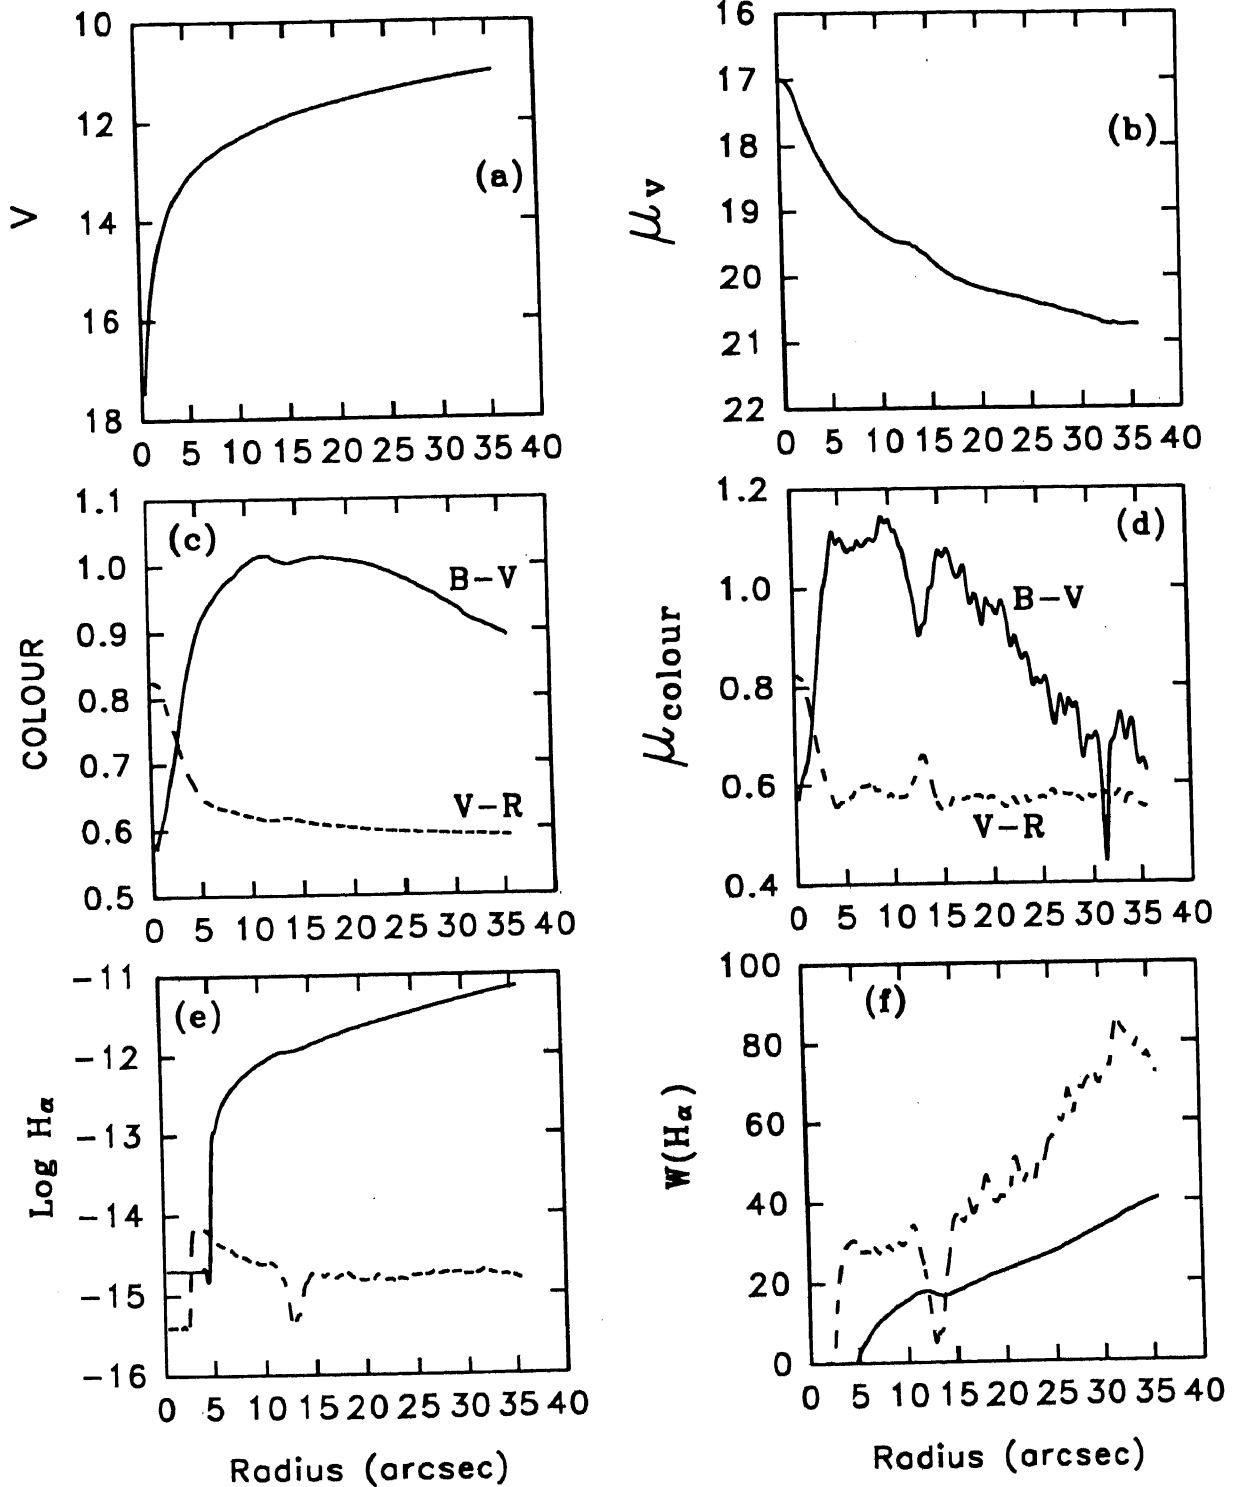 10
12
14
16
18
V
(a)
0 5 10 15 20 25 30 35 40
16
17
18
19
20
21
22
μV
(b)
0 5 10 15 20 25 30 35 40
1.1
1.0
0.9
0.8
0.7
0.6
0.5
COLOUR
(c)
B-V
V-R
0 5 10 15 20 25 30 35 40
1.2
1.0
0.8
0.6
0.4
μcolour
(d)
B-V
V-R
0 5 10 15 20 25 30 35 40
-11
-12
-13
-14
-15
-16
Log Hα
(e)
0 5 10 15 20 25 30 35 40
Radius (arcsec)
100
80
60
40
20
0
W(Hα)
(f)
0 5 10 15 20 25 30 35 40
Radius (arcsec)